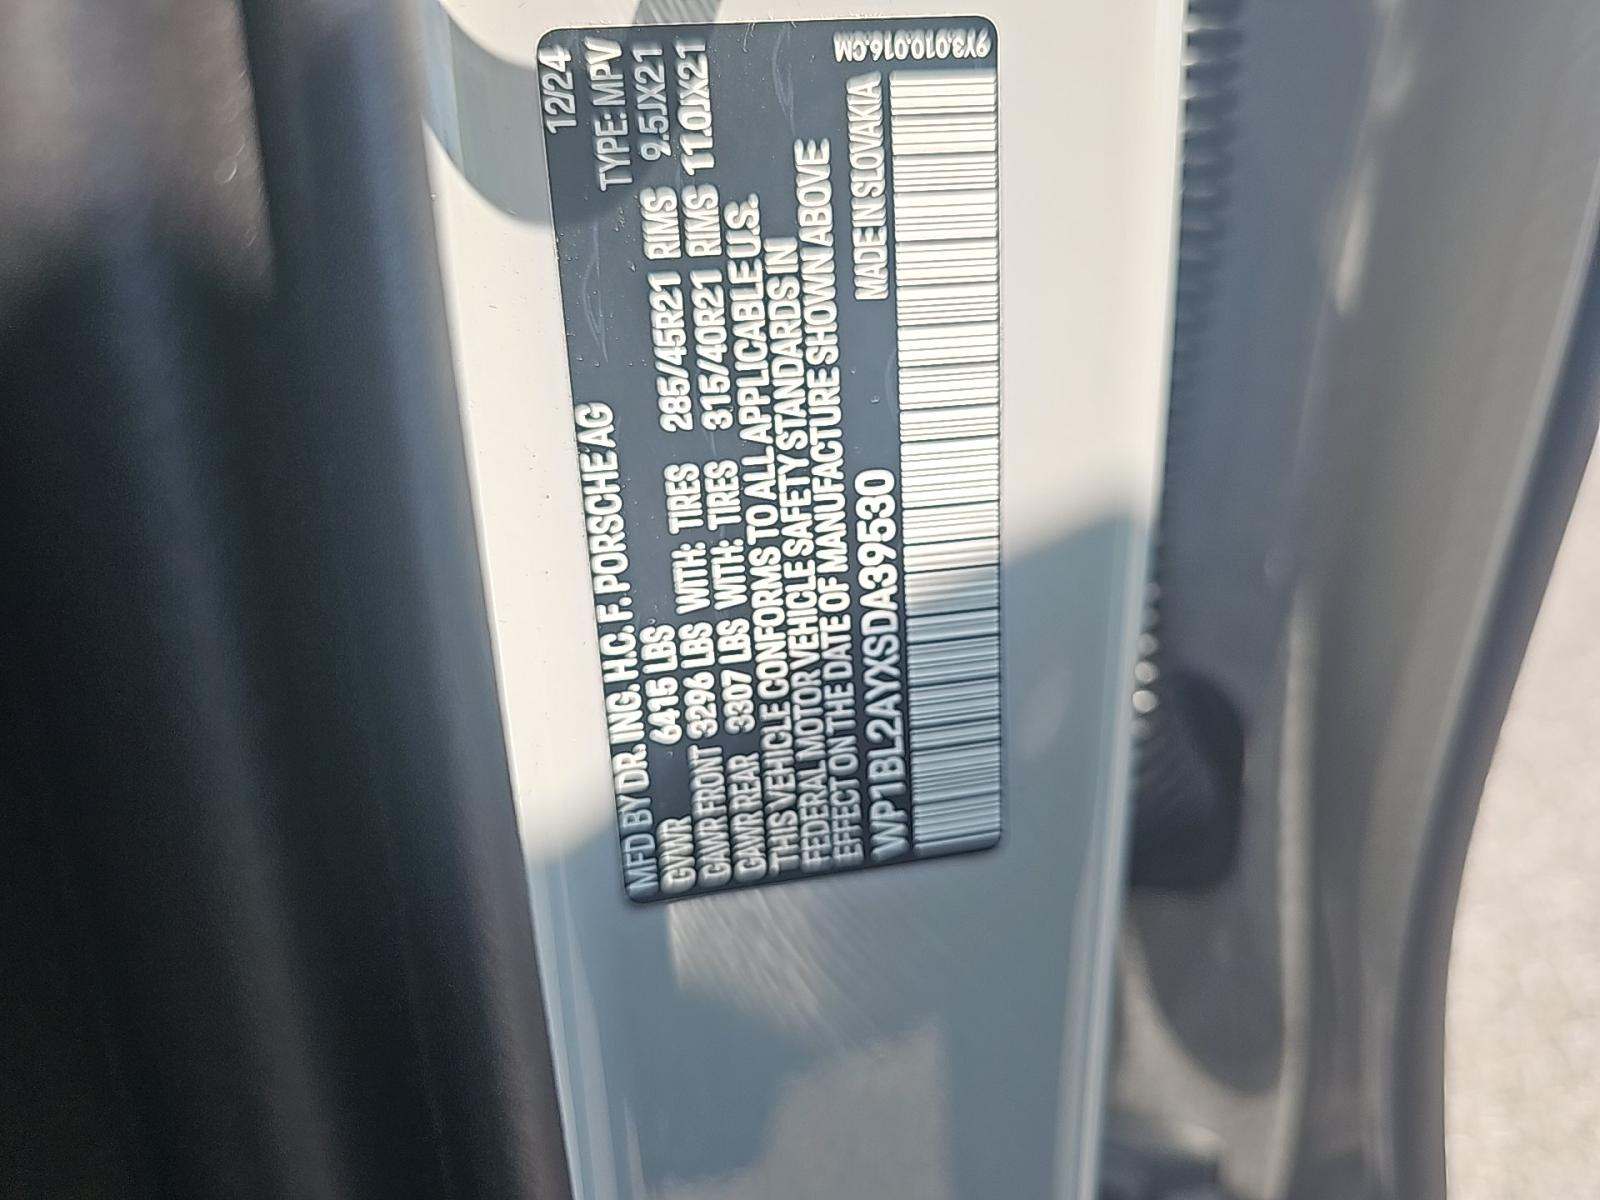 12/24
MFD BY DR. ING. H.C. F. PORSCHE AG TYPE: MPV
GVWR 6415 LBS
GAWR FRONT 3296 LBS WITH: TIRES 285/45R21 RIMS 9.5JX21
GAWR REAR 3307 LBS WITH: TIRES 315/40R21 RIMS 11.0JX21
THIS VEHICLE CONFORMS TO ALL APPLICABLE U.S.
FEDERAL MOTOR VEHICLE SAFETY STANDARDS IN
EFFECT ON THE DATE OF MANUFACTURE SHOWN ABOVE
WP1BL2AYXSDA39530 MADE IN SLOVAKIA
9Y3.010.016.CM